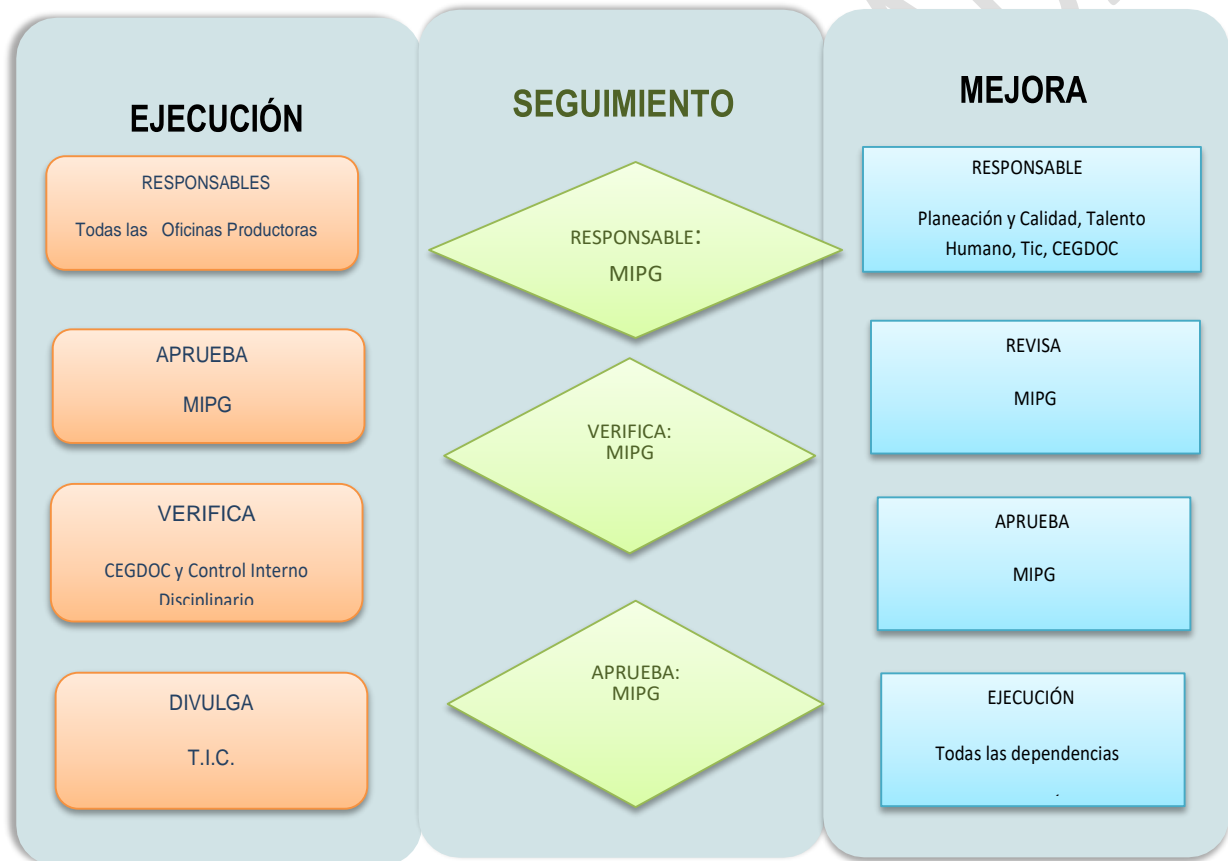 EJECUCIÓN
RESPONSABLES
Todas las Oficinas Productoras
APRUEBA
MIPG
VERIFICA
CEGDOC y Control Interno
Disciplinario
DIVULGA
T.I.C.
SEGUIMIENTO
RESPONSABLE:
MIPG
VERIFICA:
MIPG
APRUEBA:
MIPG
MEJORA
RESPONSABLE
Planeación y Calidad, Talento
Humano, Tic, CEGDOC
REVISA
MIPG
APRUEBA
MIPG
EJECUCIÓN
Todas las dependencias
.